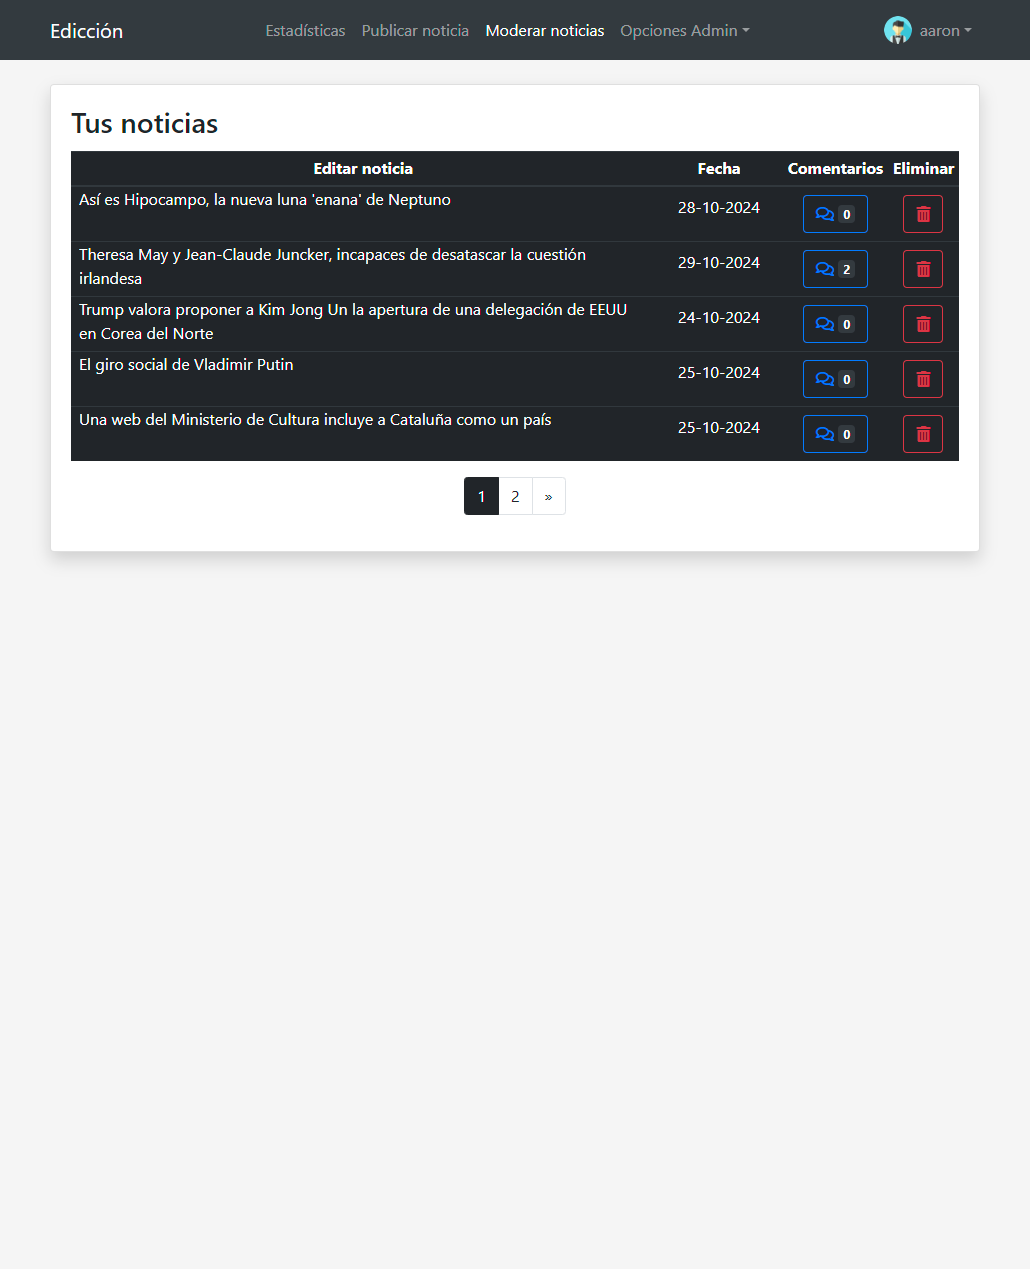 Edicción Estadísticas Publicar noticia Moderar noticias Opciones Admin aaron
Tus noticias
Editar noticia Fecha Comentarios Eliminar
Así es Hipocampo, la nueva luna 'enana' de Neptuno 28-10-2024 0
Theresa May y Jean-Claude Juncker, incapaces de desatascar la cuestión
irlandesa 29-10-2024 2
Trump valora proponer a Kim Jong Un la apertura de una delegación de EEUU
en Corea del Norte 24-10-2024 0
El giro social de Vladimir Putin 25-10-2024 0
Una web del Ministerio de Cultura incluye a Cataluña como un país 25-10-2024 0
1 2 »